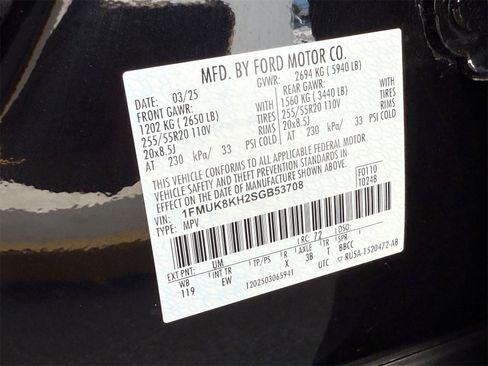 MFD. BY FORD MOTOR CO.
DATE: 03/25 GVWR: 2694 KG (5940 LB)
FRONT GAWR: REAR GAWR:
1202 KG (2650 LB) 1560 KG (3440 LB)
WITH TIRES WITH TIRES
255/55R20 110V 255/55R20 110V
20x8.5J RIMS 20x8.5J RIMS
AT 230 kPa/ 33 PSI COLD AT 230 kPa/ 33 PSI COLD
THIS VEHICLE CONFORMS TO ALL APPLICABLE FEDERAL MOTOR
VEHICLE SAFETY AND THEFT PREVENTION STANDARDS IN
EFFECT ON THE DATE OF MANUFACTURE SHOWN ABOVE.
VIN: 1FMUK8KH2SGB53708
TYPE: MPV
F0110
T0248
EXT PNT: UM RC: 72 DSO:
WB INT TR TP/PS R AXLE TR SPR
119 EW X 3B T BBCC
1202503065941 UTC RU5A-1520472-AB